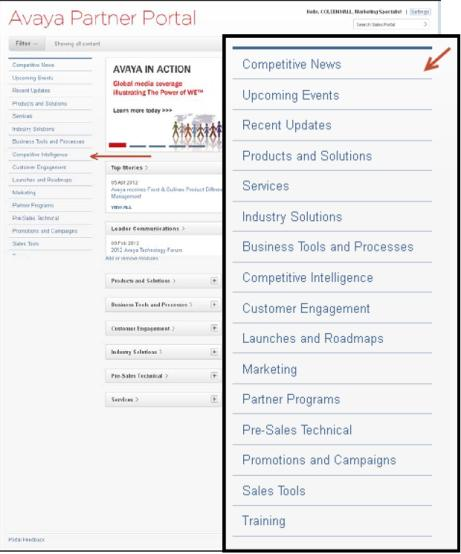 Avaya Partner Portal
Hello, COLLEEN HALL, Marketing Specialist | Settings
Search Sales Portal >
Filter
Showing all content
Competitive News
Upcoming Events
Recent Updates
Products and Solutions
Services
Industry Solutions
Business Tools and Processes
Competitive Intelligence
Customer Engagement
Launches and Roadmaps
Marketing
Partner Programs
Pre-Sales Technical
Promotions and Campaigns
Sales Tools
AVAYA IN ACTION
Global media coverage
illustrating The Power of WE™
Learn more today >>>
Top Stories >
05 Apr 2012
Avaya receives Frost & Sullivan Product Differen
Management
VIEW ALL
Leader Communications >
09 Feb 2012
2012 Avaya Technology Forum
Add or remove modules
Products and Solutions >
Business Tools and Processes >
Customer Engagement >
Industry Solutions >
Pre-Sales Technical >
Services >
Portal Feedback
Competitive News
Upcoming Events
Recent Updates
Products and Solutions
Services
Industry Solutions
Business Tools and Processes
Competitive Intelligence
Customer Engagement
Launches and Roadmaps
Marketing
Partner Programs
Pre-Sales Technical
Promotions and Campaigns
Sales Tools
Training